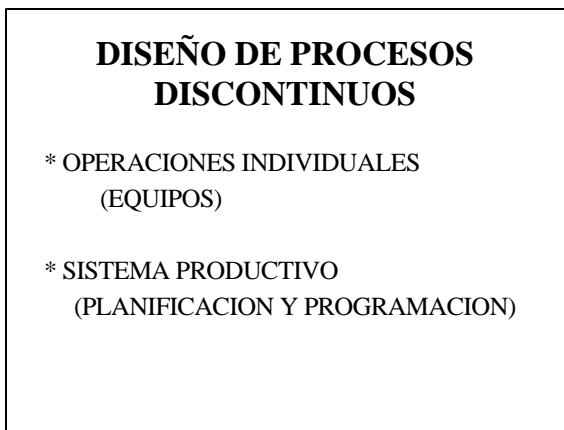 DISEÑO DE PROCESOS
DISCONTINUOS
* OPERACIONES INDIVIDUALES
(EQUIPOS)
* SISTEMA PRODUCTIVO
(PLANIFICACION Y PROGRAMACION)